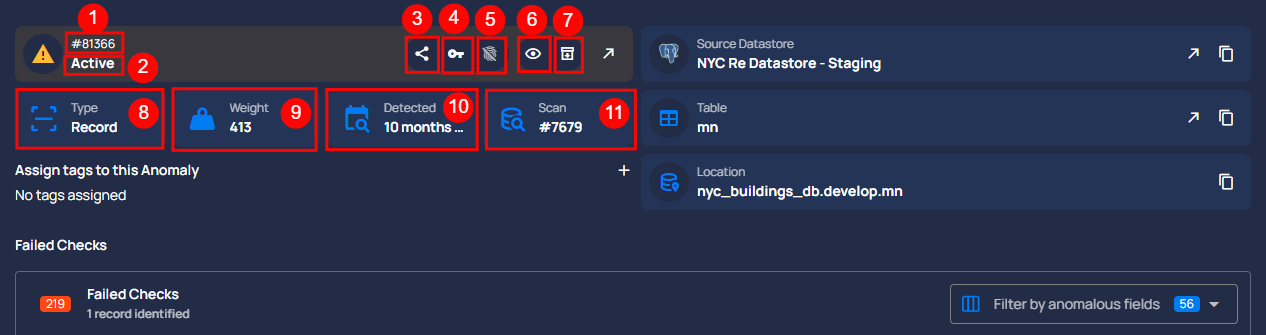 1
#81366
Active
2
3
4
5
6
7
Source Datastore
NYC Re Datastore - Staging
Type
Record
8
Weight
413
9
Detected
10 months ...
10
Scan
#7679
11
Table
mn
Assign tags to this Anomaly
No tags assigned
Location
nyc_buildings_db.develop.mn
Failed Checks
219
Failed Checks
1 record identified
Filter by anomalous fields 56